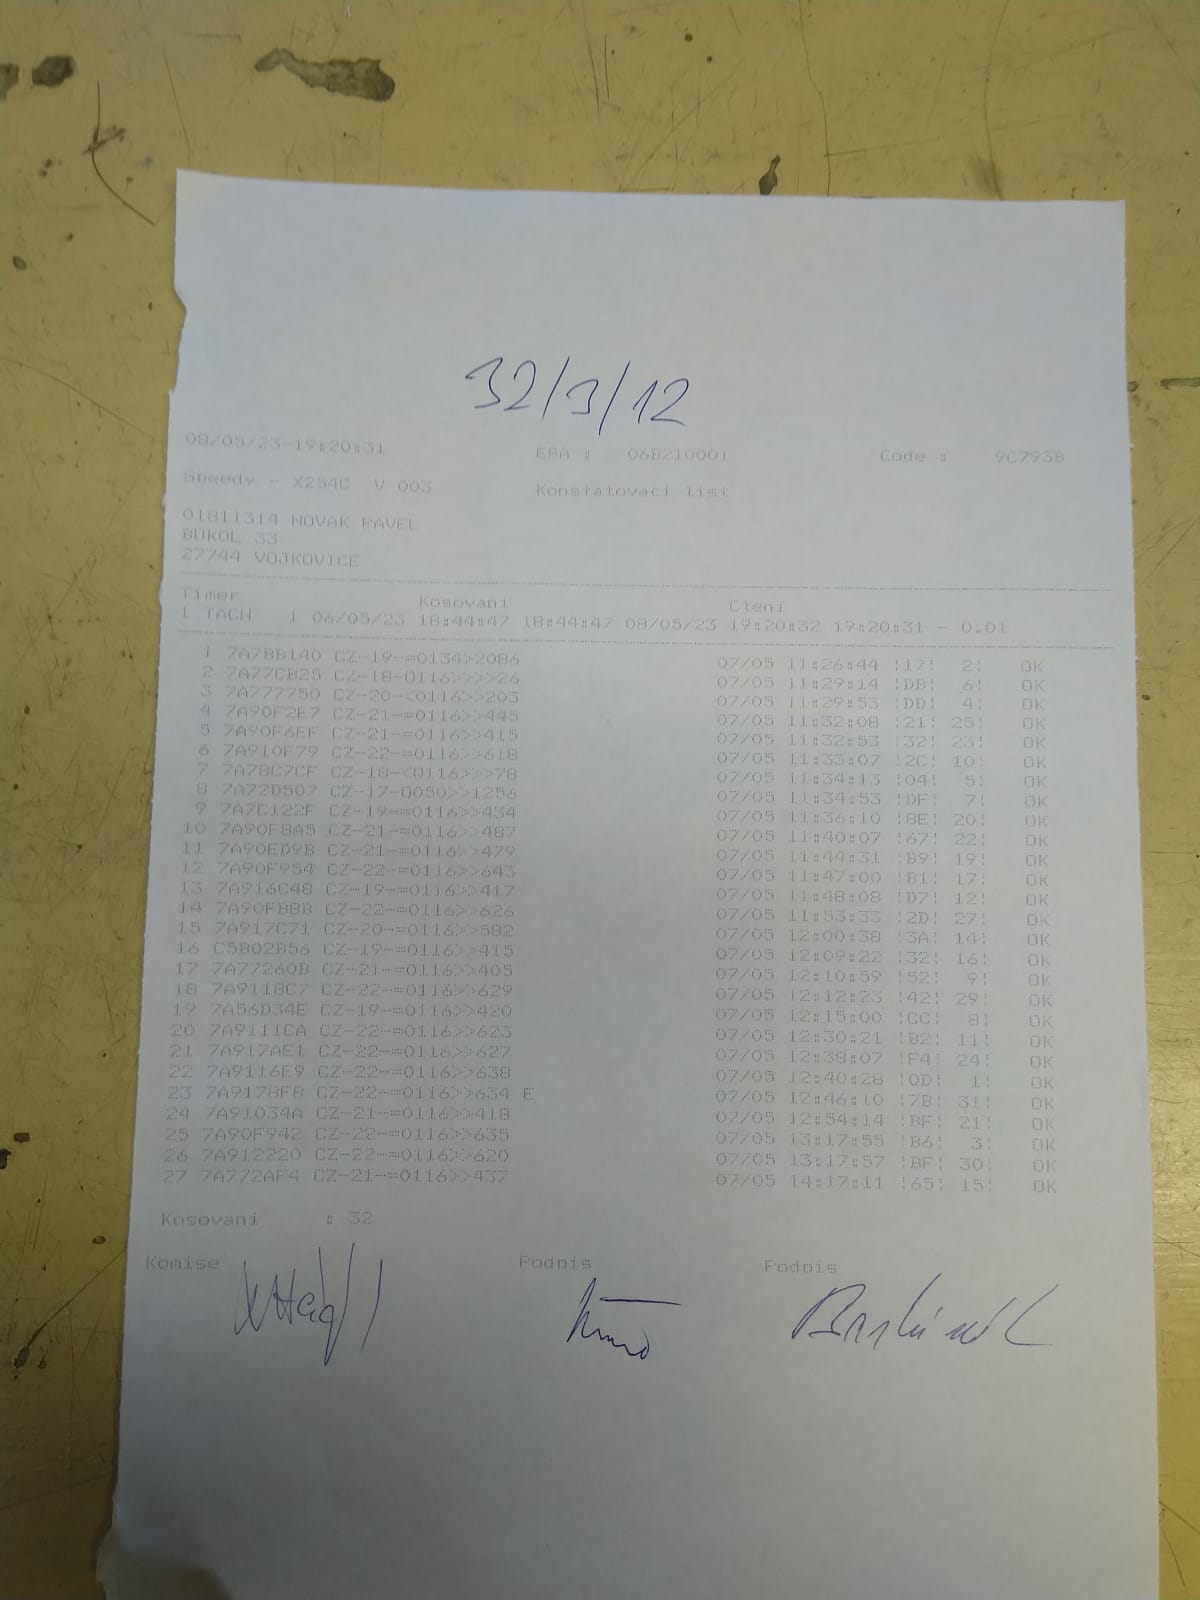 32/3/12
08/05/23-19:20:31 ESA : 06B210001 Code : 9C793B
Speedy - X254C V 003 Konstatovaci list
01811314 NOVAK PAVEL
BUKOL 33
27744 VOJKOVICE
Timer Kosovani Cteni
1 TACH 1 06/05/23 18:44:47 18:44:47 08/05/23 19:20:32 19:20:31 - 0.01
1 7A7BB140 CZ-19-=0134>2086 07/05 11:26:44 !17! 2! OK
2 7A77CB25 CZ-18-0116>>>>26 07/05 11:29:14 !DB! 6! OK
3 7A777750 CZ-20-<0116>>203 07/05 11:29:53 !DD! 4! OK
4 7A90F2E7 CZ-21-=0116>>445 07/05 11:32:08 !21! 25! OK
5 7A90F6EF CZ-21-=0116>>415 07/05 11:32:53 !32! 23! OK
6 7A910F79 CZ-22-=0116>>618 07/05 11:33:07 !2C! 10! OK
7 7A78C7CF CZ-18-<0116>>>78 07/05 11:34:13 !04! 5! OK
8 7A72D507 CZ-17-0050>>1256 07/05 11:34:53 !DF! 7! OK
9 7A7C122F CZ-19-=0116>>434 07/05 11:36:10 !8E! 20! OK
10 7A90F8A5 CZ-21-=0116>>487 07/05 11:40:07 !67! 22! OK
11 7A90ED9B CZ-21-=0116>>479 07/05 11:44:31 !B9! 19! OK
12 7A90F954 CZ-22-=0116>>643 07/05 11:47:00 !B1! 17! OK
13 7A916C48 CZ-19-=0116>>417 07/05 11:48:08 !D7! 12! OK
14 7A90FB8B CZ-22-=0116>>626 07/05 11:53:33 !2D! 27! OK
15 7A917C71 CZ-20-=0116>>582 07/05 12:00:38 !3A! 14! OK
16 C5B02B56 CZ-19-=0116>>415 07/05 12:09:22 !32! 16! OK
17 7A77260B CZ-21-=0116>>405 07/05 12:10:59 !52! 9! OK
18 7A9118C7 CZ-22-=0116>>629 07/05 12:12:23 !42! 29! OK
19 7A56D34E CZ-19-=0116>>420 07/05 12:15:00 !CC! 8! OK
20 7A9111CA CZ-22-=0116>>623 07/05 12:30:21 !B2! 11! OK
21 7A917AE1 CZ-22-=0116>>627 07/05 12:38:07 !F4! 24! OK
22 7A9116E9 CZ-22-=0116>>638 07/05 12:40:28 !0D! 1! OK
23 7A9178F8 CZ-22-=0116>>634 E 07/05 12:46:10 !7B! 31! OK
24 7A91034A CZ-21-=0116>>418 07/05 12:54:14 !BF! 21! OK
25 7A90F942 CZ-22-=0116>>635 07/05 13:17:55 !B6! 3! OK
26 7A912220 CZ-22-=0116>>620 07/05 13:17:57 !BF! 30! OK
27 7A772AF4 CZ-21-=0116>>437 07/05 14:17:11 !65! 15! OK
Kosovani : 32
Komise Podpis Podpis